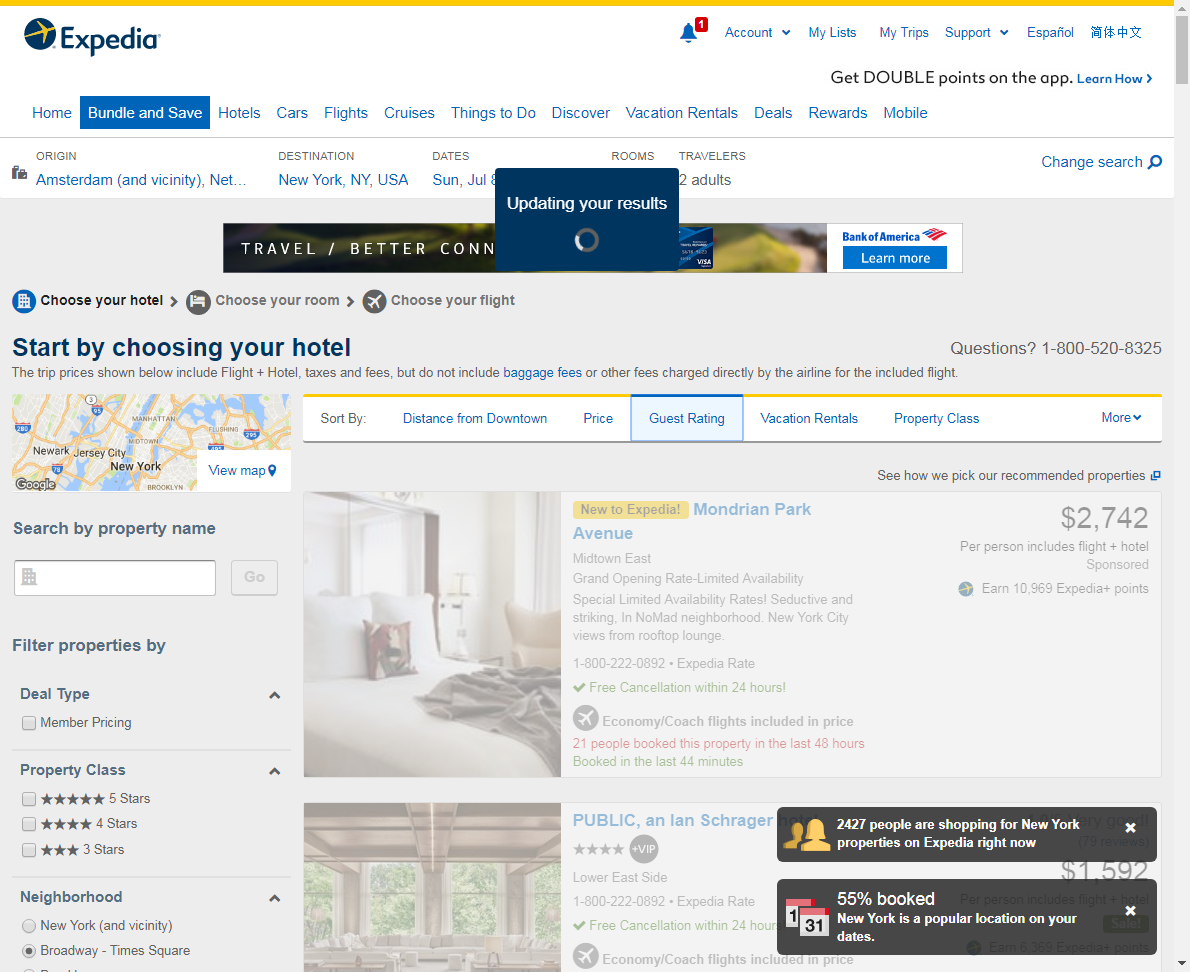 Expedia
1
Account
My Lists
My Trips
Support
Español
简体中文
Get DOUBLE points on the app. Learn How
Home
Bundle and Save
Hotels
Cars
Flights
Cruises
Things to Do
Discover
Vacation Rentals
Deals
Rewards
Mobile
ORIGIN
Amsterdam (and vicinity), Net...
DESTINATION
New York, NY, USA
DATES
Sun, Jul
ROOMS
TRAVELERS
2 adults
Change search
Updating your results
TRAVEL / BETTER CONN
VISA
Bank of America
Learn more
Choose your hotel
Choose your room
Choose your flight
Start by choosing your hotel
Questions? 1-800-520-8325
The trip prices shown below include Flight + Hotel, taxes and fees, but do not include baggage fees or other fees charged directly by the airline for the included flight.
3
95
MANHATTAN
280
FLUSHING
MIDTOWN
295
495
Newark
Jersey City
New York
78
BROOKLYN
Google
View map
Sort By:
Distance from Downtown
Price
Guest Rating
Vacation Rentals
Property Class
More
See how we pick our recommended properties
Search by property name
Go
Filter properties by
Deal Type
Member Pricing
Property Class
5 Stars
4 Stars
3 Stars
Neighborhood
New York (and vicinity)
Broadway - Times Square
New to Expedia! Mondrian Park
Avenue
Midtown East
Grand Opening Rate-Limited Availability
Special Limited Availability Rates! Seductive and
striking, In NoMad neighborhood. New York City
views from rooftop lounge.
1-800-222-0892 • Expedia Rate
Free Cancellation within 24 hours!
Economy/Coach flights included in price
21 people booked this property in the last 48 hours
Booked in the last 44 minutes
$2,742
Per person includes flight + hotel
Sponsored
Earn 10,969 Expedia+ points
PUBLIC, an Ian Schrager hotel
+VIP
Lower East Side
1-800-222-0892 • Expedia Rate
Free Cancellation within 24 hours!
Economy/Coach flights included in price
good!
(79 reviews)
$1,592
Per person includes flight + hotel
Sale!
Earn 6,368 Expedia+ points
2427 people are shopping for New York
properties on Expedia right now
1
31
55% booked
New York is a popular location on your
dates.